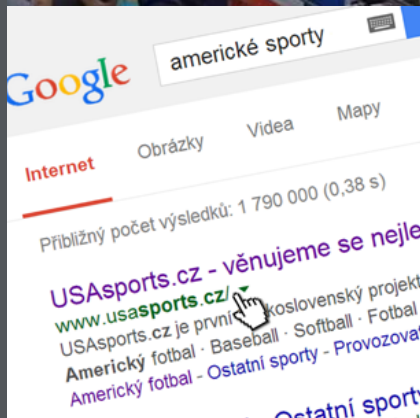 Google
americké sporty
Internet Obrázky Videa Mapy
Přibližný počet výsledků: 1 790 000 (0,38 s)
USAsports.cz - věnujeme se nejle
www.usasports.cz/
USAsports.cz je první koslovenský projekt
Americký fotbal · Baseball · Softball · Fotbal
Americký fotbal - Ostatní sporty - Provozovat
statní sport